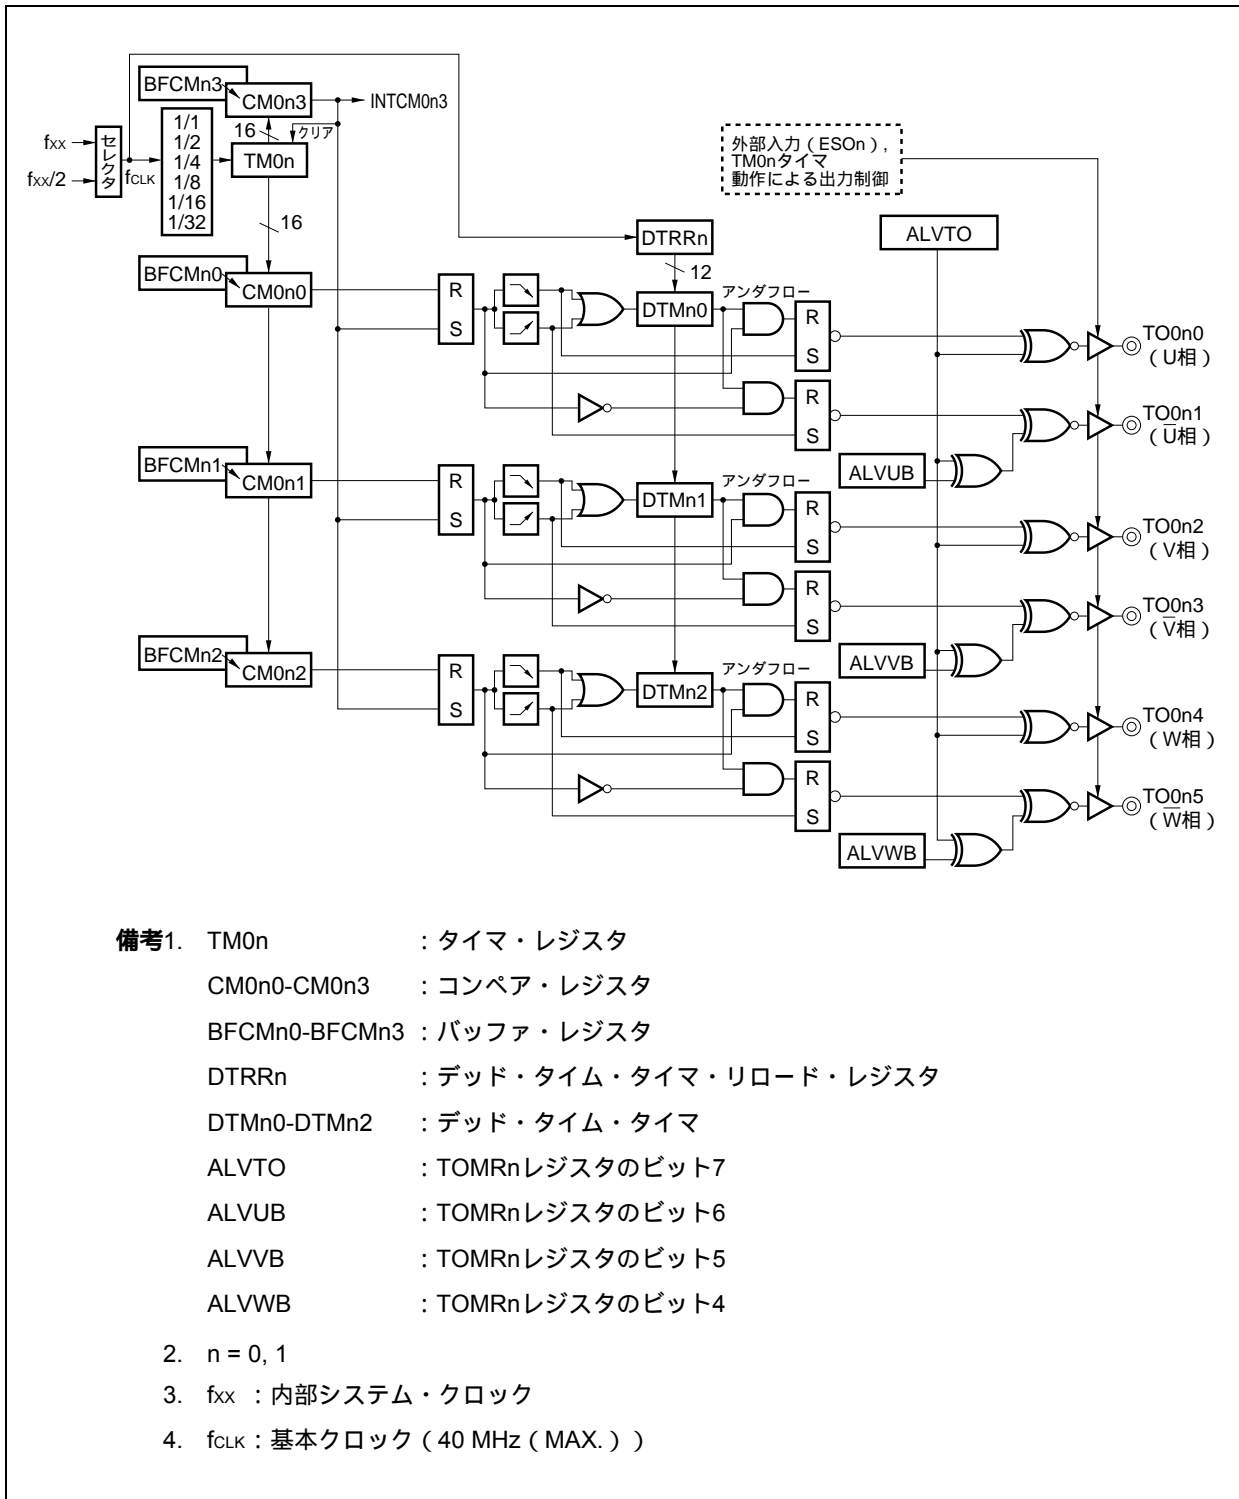 BFCMn3
CM0n3
INTCM0n3
fXX
fXX/2
セレクタ
fCLK
1/1
1/2
1/4
1/8
1/16
1/32
16
クリア
TM0n
16
外部入力（ESOn）,
TM0nタイマ
動作による出力制御
DTRRn
12
ALVTO
BFCMn0
CM0n0
R
S
DTMn0
アンダフロー
R
S
TO0n0
（U相）
R
S
ALVUB
TO0n1
（U相）
BFCMn1
CM0n1
R
S
DTMn1
アンダフロー
R
S
TO0n2
（V相）
R
S
ALVVB
TO0n3
（V相）
BFCMn2
CM0n2
R
S
DTMn2
アンダフロー
R
S
TO0n4
（W相）
R
S
ALVWB
TO0n5
（W相）
備考1. TM0n ：タイマ・レジスタ
CM0n0-CM0n3 ：コンペア・レジスタ
BFCMn0-BFCMn3：バッファ・レジスタ
DTRRn ：デッド・タイム・タイマ・リロード・レジスタ
DTMn0-DTMn2 ：デッド・タイム・タイマ
ALVTO ：TOMRnレジスタのビット7
ALVUB ：TOMRnレジスタのビット6
ALVVB ：TOMRnレジスタのビット5
ALVWB ：TOMRnレジスタのビット4
2. n = 0, 1
3. fXX ：内部システム・クロック
4. fCLK：基本クロック（40 MHz（MAX.））